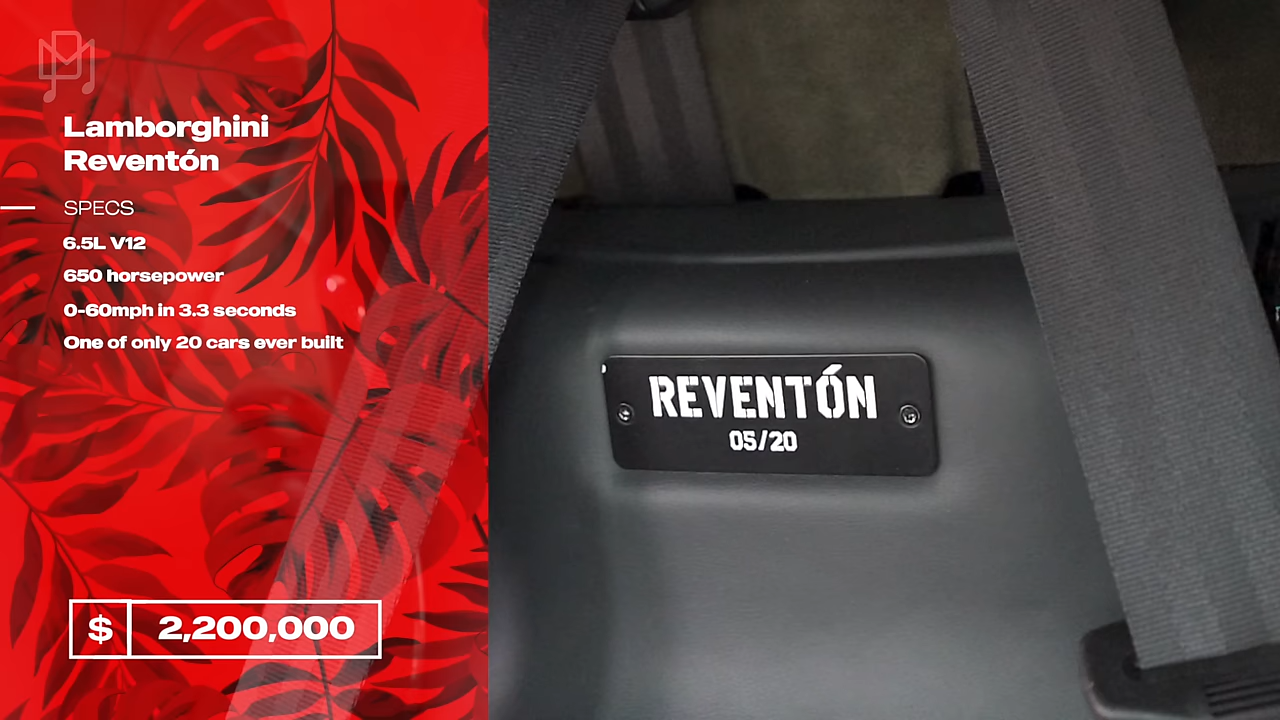 Lamborghini
Reventón
SPECS
6.5L V12
650 horsepower
0-60mph in 3.3 seconds
One of only 20 cars ever built
$ 2,200,000
REVENTÓN
05/20